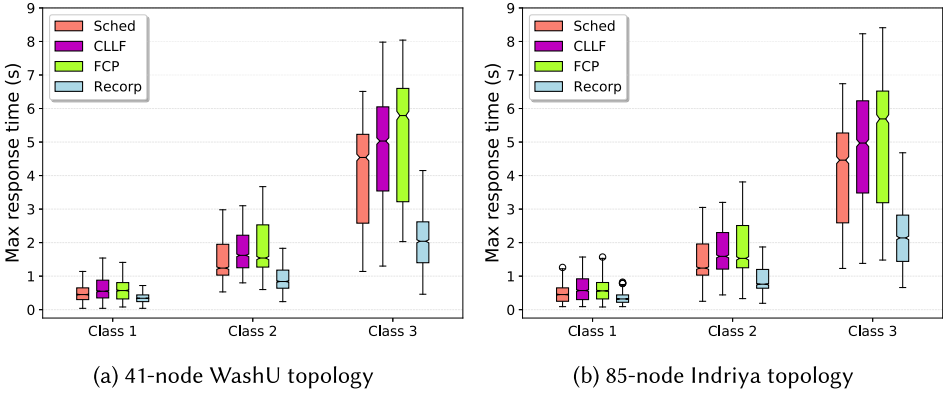 9
8
7
6
5
4
3
2
1
0
Max response time (s)
Sched
CLLF
FCP
Recorp
Class 1
Class 2
Class 3
(a) 41-node WashU topology
9
8
7
6
5
4
3
2
1
0
Max response time (s)
Sched
CLLF
FCP
Recorp
Class 1
Class 2
Class 3
(b) 85-node Indriya topology